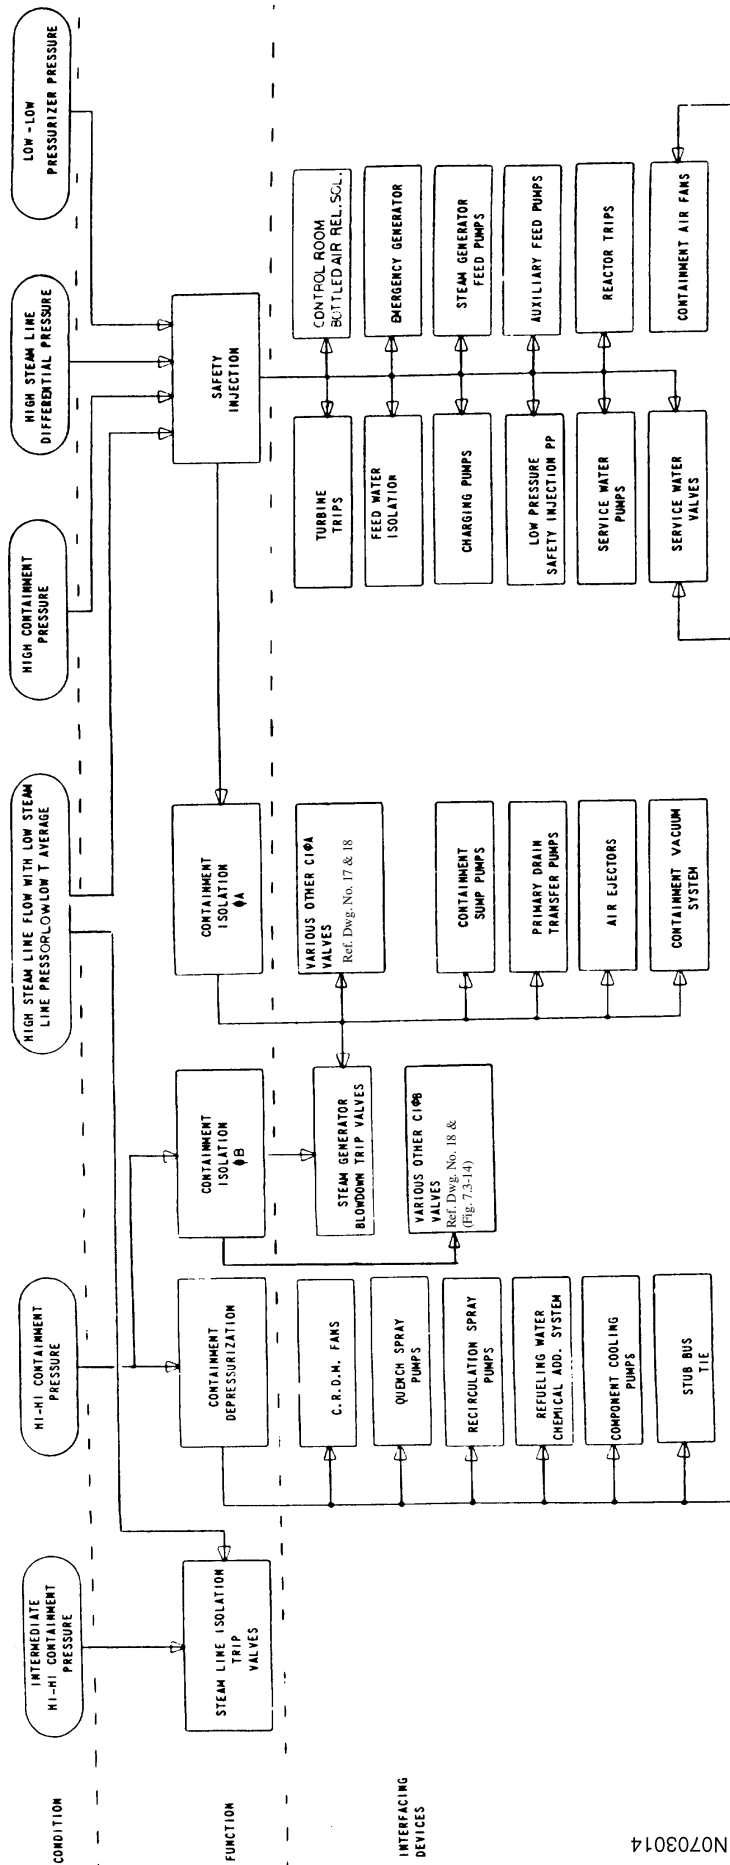 CONDITION
INTERMEDIATE
HI-HI CONTAINMENT
PRESSURE
HI-HI CONTAINMENT
PRESSURE
HIGH STEAM LINE FLOW WITH LOW STEAM
LINE PRESSORLOWLOW T AVERAGE
HIGH CONTAINMENT
PRESSURE
HIGH STEAM LINE
DIFFERENTIAL PRESSURE
LOW-LOW
PRESSURIZER PRESSURE
FUNCTION
STEAM LINE ISOLATION
TRIP
VALVES
CONTAINMENT
DEPRESSURIZATION
CONTAINMENT
ISOLATION
ΦB
CONTAINMENT
ISOLATION
ΦA
SAFETY
INJECTION
INTERFACING
DEVICES
C.R.D.M. FANS
QUENCH SPRAY
PUMPS
RECIRCULATION SPRAY
PUMPS
REFUELING WATER
CHEMICAL ADD. SYSTEM
COMPONENT COOLING
PUMPS
STUB BUS
TIE
STEAM GENERATOR
BLOWDOWN TRIP VALVES
VARIOUS OTHER CIΦB
VALVES
Ref. Dwg. No. 18 &
(Fig. 7.3-14)
VARIOUS OTHER CIΦA
VALVES
Ref. Dwg. No. 17 & 18
CONTAINMENT
SUMP PUMPS
PRIMARY DRAIN
TRANSFER PUMPS
AIR EJECTORS
CONTAINMENT VACUUM
SYSTEM
TURBINE
TRIPS
FEED WATER
ISOLATION
CHARGING PUMPS
LOW PRESSURE
SAFETY INJECTION PP
SERVICE WATER
PUMPS
SERVICE WATER
VALVES
CONTROL ROOM
BOTTLED AIR REL. SOL.
EMERGENCY GENERATOR
STEAM GENERATOR
FEED PUMPS
AUXILIARY FEED PUMPS
REACTOR TRIPS
CONTAINMENT AIR FANS
N0703014